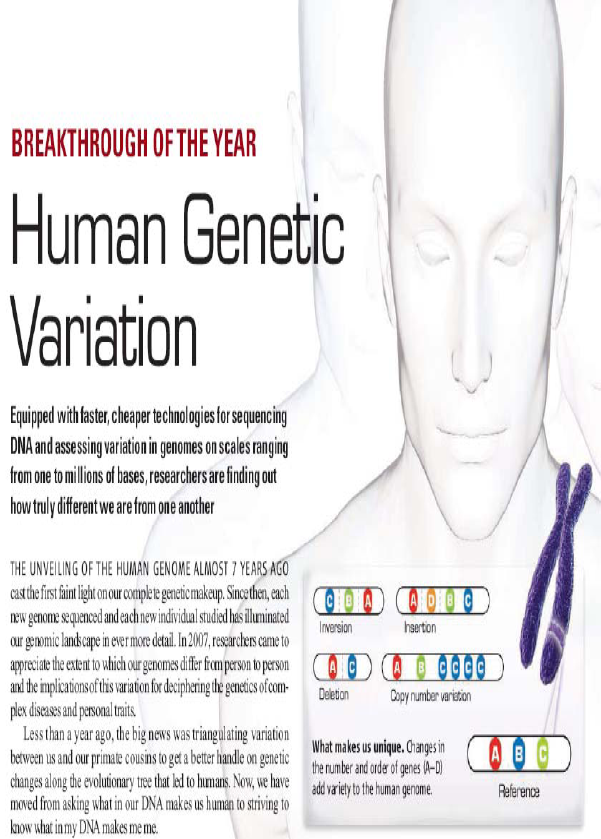 BREAKTHROUGH OF THE YEAR
Human Genetic
Variation
Equipped with faster, cheaper technologies for sequencing
DNA and assessing variation in genomes on scales ranging
from one to millions of bases, researchers are finding out
how truly different we are from one another
THE UNVEILING OF THE HUMAN GENOME ALMOST 7 YEARS AGO
cast the first faint light on our complete genetic makeup. Since then, each
new genome sequenced and each new individual studied has illuminated
our genomic landscape in ever more detail. In 2007, researchers came to
appreciate the extent to which our genomes differ from person to person
and the implications of this variation for deciphering the genetics of com-
plex diseases and personal traits.
Less than a year ago, the big news was triangulating variation
between us and our primate cousins to get a better handle on genetic
changes along the evolutionary tree that led to humans. Now, we have
moved from asking what in our DNA makes us human to striving to
know what in my DNA makes me me.
C B A
Inversion
A D B C
Insertion
A C
Deletion
A B C C C C
Copy number variation
What makes us unique. Changes in
the number and order of genes (A–D)
add variety to the human genome.
A B C
Reference